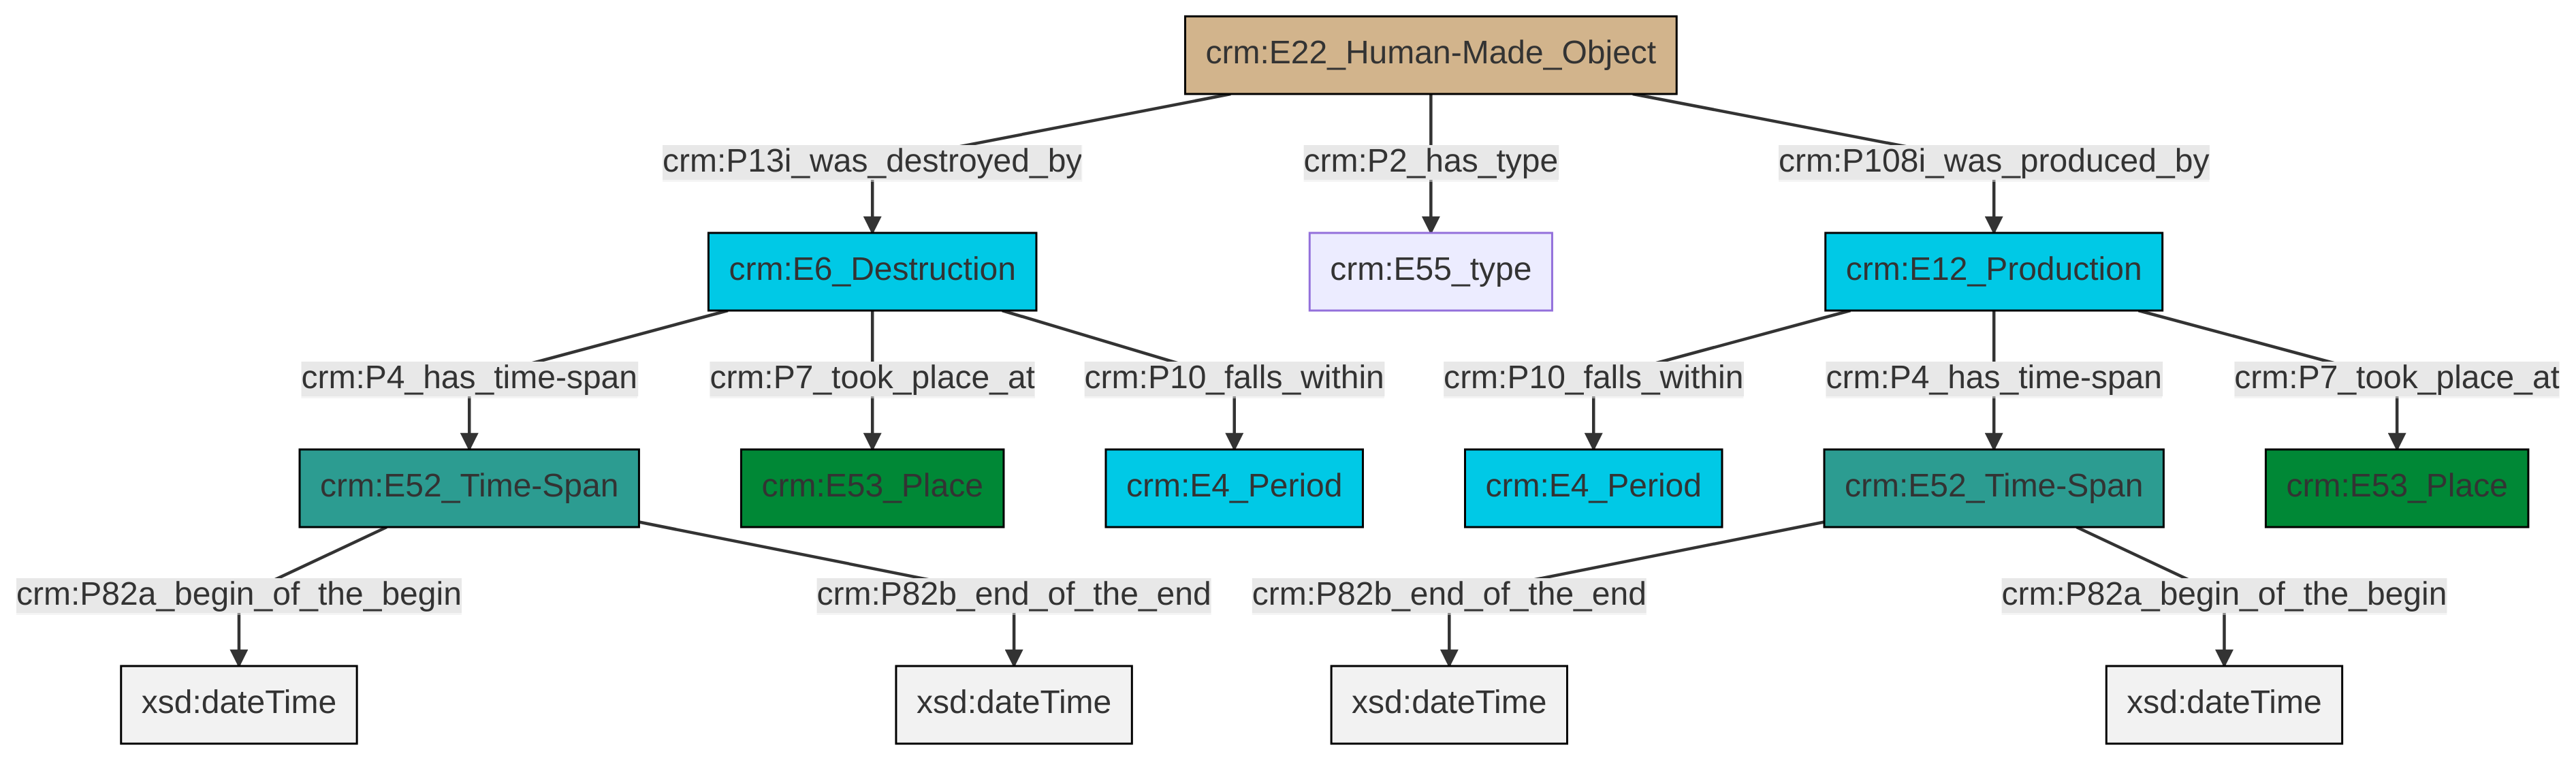 crm:E22_Human-Made_Object
crm:P13i_was_destroyed_by
crm:P2_has_type
crm:P108i_was_produced_by
crm:E6_Destruction
crm:E55_type
crm:E12_Production
crm:P4_has_time-span
crm:P7_took_place_at
crm:P10_falls_within
crm:P10_falls_within
crm:P4_has_time-span
crm:P7_took_place_at
crm:E52_Time-Span
crm:E53_Place
crm:E4_Period
crm:E4_Period
crm:E52_Time-Span
crm:E53_Place
crm:P82a_begin_of_the_begin
crm:P82b_end_of_the_end
crm:P82b_end_of_the_end
crm:P82a_begin_of_the_begin
xsd:dateTime
xsd:dateTime
xsd:dateTime
xsd:dateTime